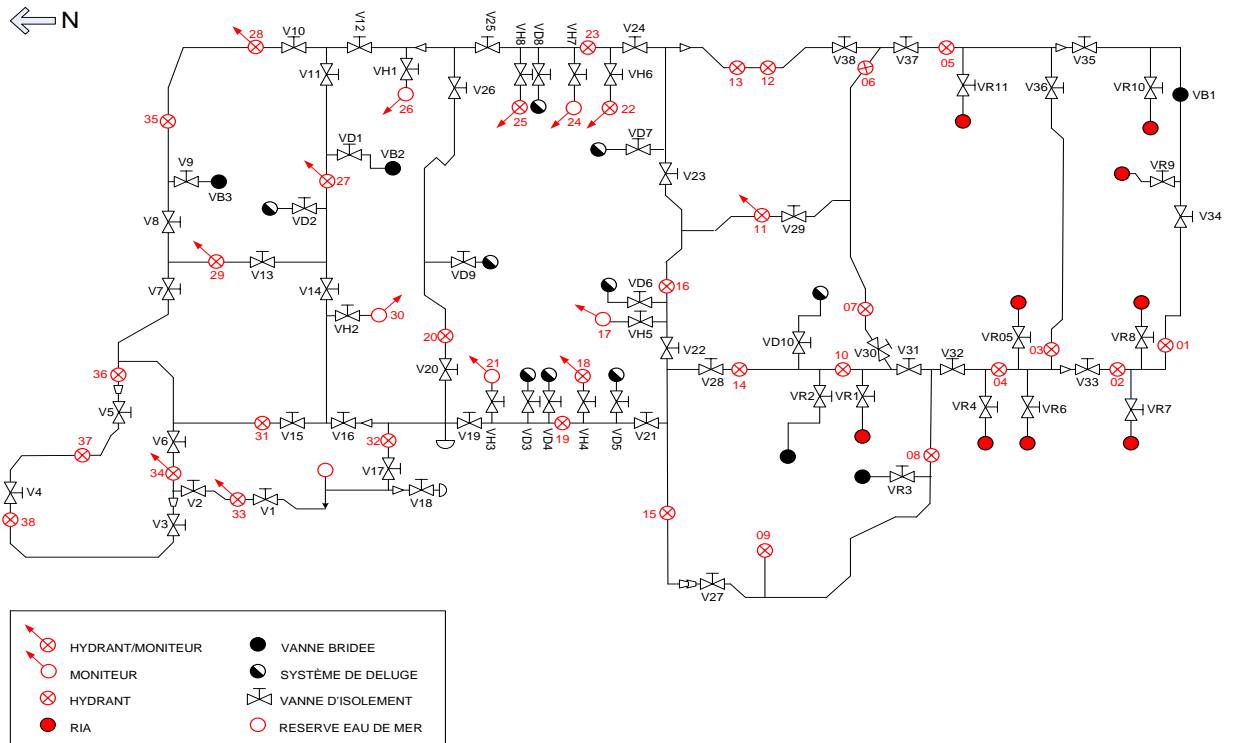 N
28
V10
V12
V25
VH8
VD8
VH7
23
V24
V38
V37
05
V35
V11
VH1
26
V26
25
24
VH6
22
13
12
06
VR11
V36
VR10
VB1
35
V9
VB3
VD1
VB2
27
VD2
VD7
V23
VR9
V34
V8
29
V13
11
V29
V7
V14
VH2
30
VD9
VD6
16
17
VH5
VD10
07
20
V22
VR05
03
VR8
01
36
V5
V20
21
18
V28
14
10
V30
V31
V32
04
V33
02
VR2
VR1
VR4
VR6
VR7
37
V6
31
V15
V16
32
V19
VH3
VD3
VD4
19
VH4
VD5
V21
34
V17
08
V4
V2
33
V1
V18
VR3
38
V3
15
09
V27
HYDRANT/MONITEUR
VANNE BRIDEE
MONITEUR
SYSTÈME DE DELUGE
HYDRANT
VANNE D'ISOLEMENT
RIA
RESERVE EAU DE MER